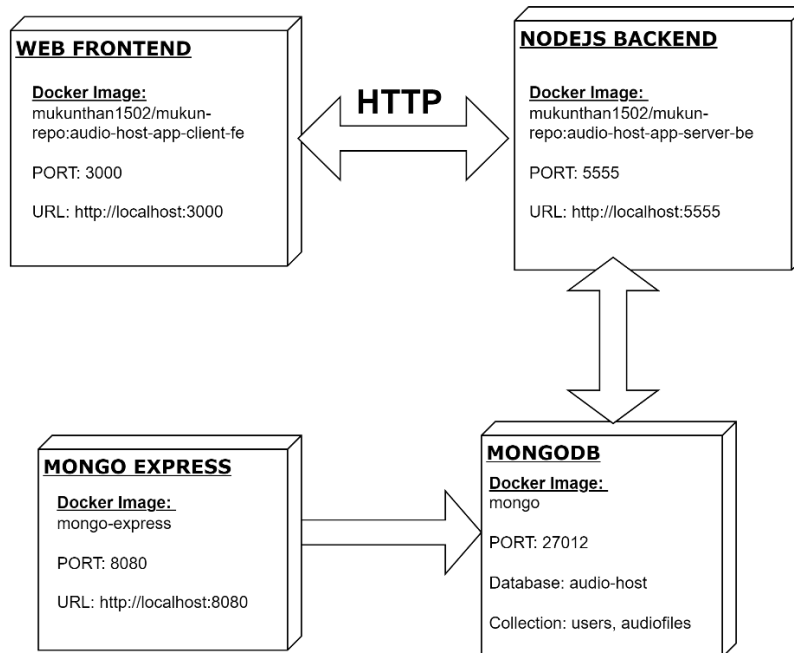 WEB FRONTEND
Docker Image:
mukunthan1502/mukun-
repo:audio-host-app-client-fe
PORT: 3000
URL: http://localhost:3000
HTTP
NODEJS BACKEND
Docker Image:
mukunthan1502/mukun-
repo:audio-host-app-server-be
PORT: 5555
URL: http://localhost:5555
MONGO EXPRESS
Docker Image:
mongo-express
PORT: 8080
URL: http://localhost:8080
MONGODB
Docker Image:
mongo
PORT: 27012
Database: audio-host
Collection: users, audiofiles